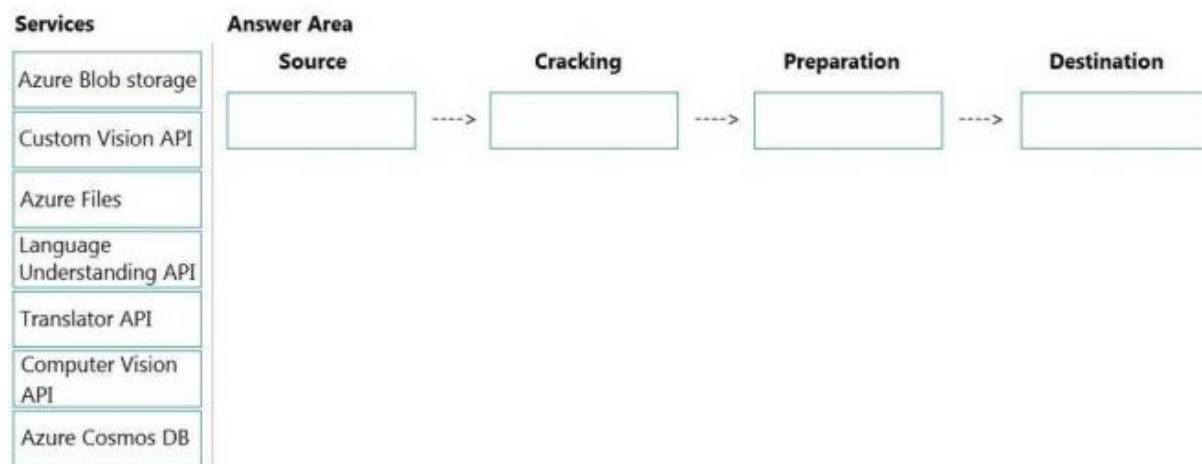 Services
Answer Area
Source
Cracking
Preparation
Destination
Azure Blob storage
---->
---->
---->
Custom Vision API
Azure Files
Language
Understanding API
Translator API
Computer Vision
API
Azure Cosmos DB